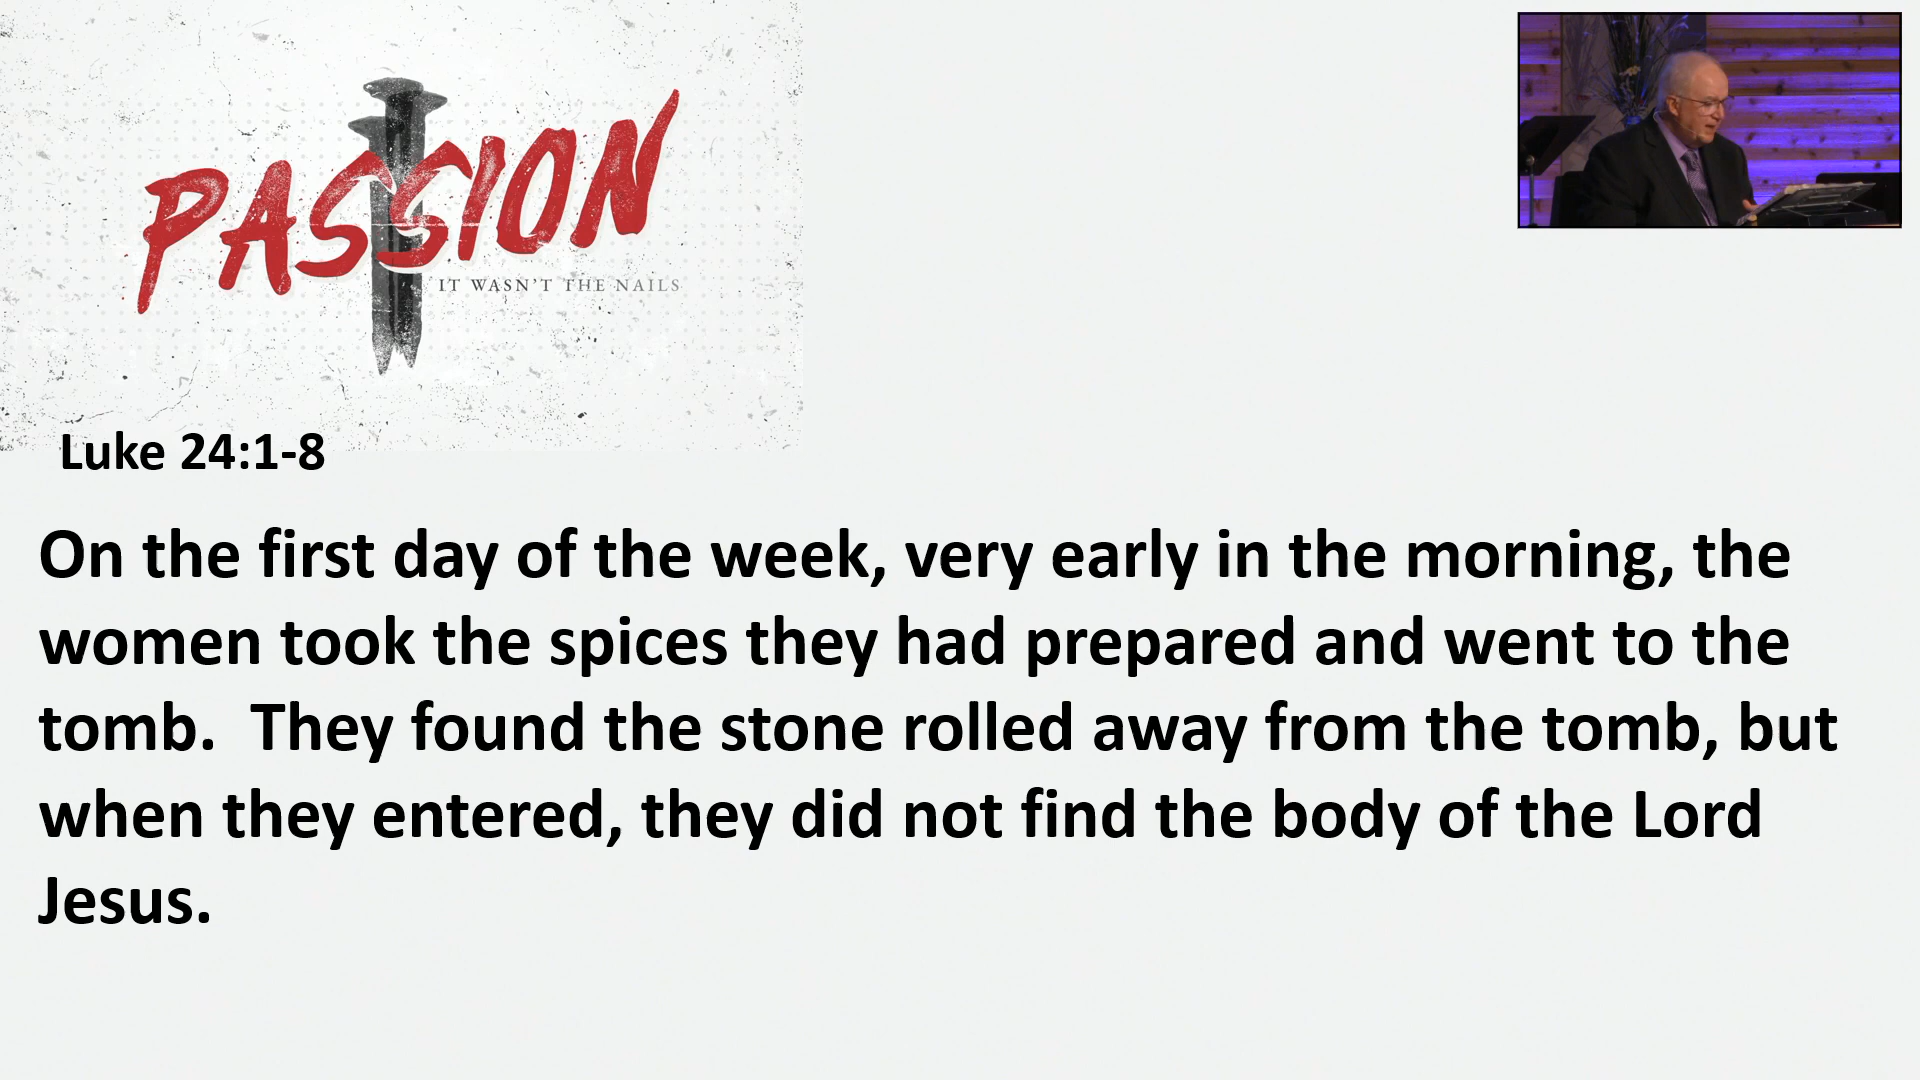 PASSION
IT WASN'T THE NAILS
Luke 24:1-8
On the first day of the week, very early in the morning, the
women took the spices they had prepared and went to the
tomb.  They found the stone rolled away from the tomb, but
when they entered, they did not find the body of the Lord
Jesus.